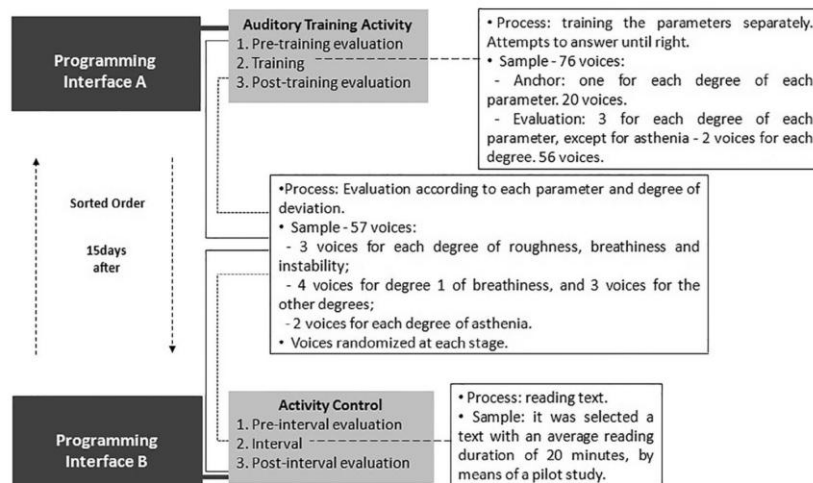 Programming
Interface A
Auditory Training Activity
1. Pre-training evaluation
2. Training
3. Post-training evaluation
• Process: training the parameters separately.
Attempts to answer until right.
• Sample - 76 voices:
- Anchor: one for each degree of each
parameter. 20 voices.
- Evaluation: 3 for each degree of each
parameter, except for asthenia - 2 voices for each
degree. 56 voices.
Sorted Order
15days
after
•Process: Evaluation according to each parameter and degree of
deviation.
• Sample - 57 voices:
- 3 voices for each degree of roughness, breathiness and
instability;
- 4 voices for degree 1 of breathiness, and 3 voices for the
other degrees;
- 2 voices for each degree of asthenia.
• Voices randomized at each stage.
Programming
Interface B
Activity Control
1. Pre-interval evaluation
2. Interval
3. Post-interval evaluation
• Process: reading text.
• Sample: it was selected a
text with an average reading
duration of 20 minutes, by
means of a pilot study.